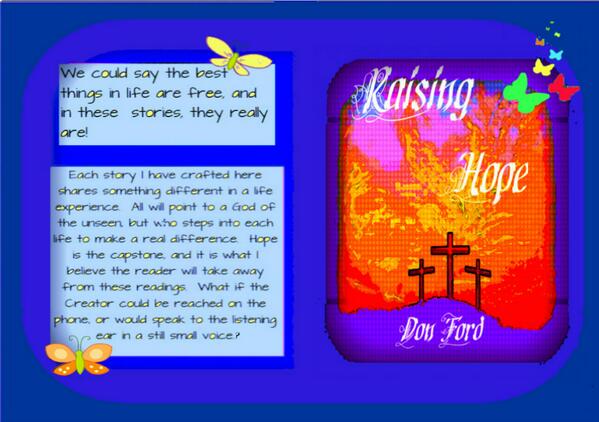 We could say the best
things in life are free, and
in these stories, they really
are!
Each story I have crafted here
shares something different in a life
experience. All will point to a God of
the unseen, but who steps into each
life to make a real difference. Hope
is the capstone, and it is what I
believe the reader will take away
from these readings. What if the
Creator could be reached on the
phone, or would speak to the listening
ear in a still small voice?
Raising
Hope
Don Ford